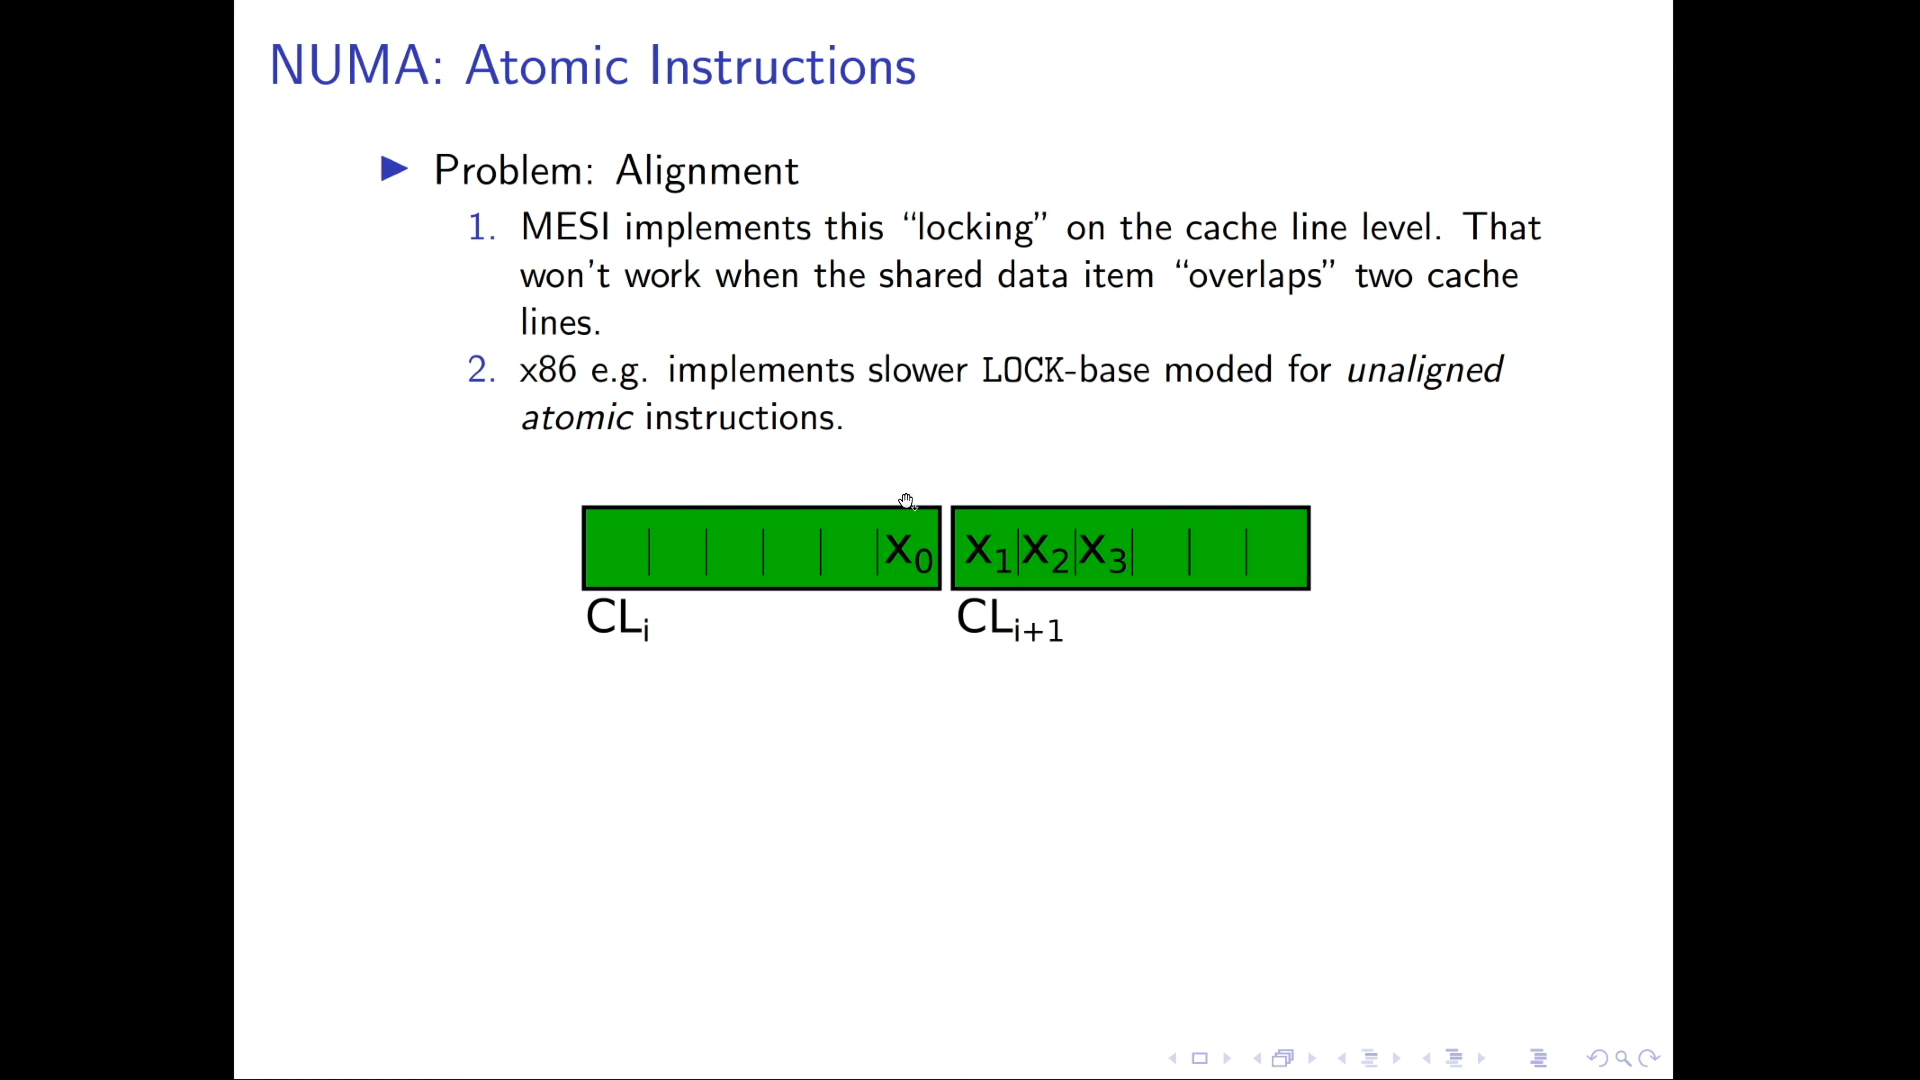 NUMA: Atomic Instructions
Problem: Alignment
1. MESI implements this “locking” on the cache line level. That
won’t work when the shared data item “overlaps” two cache
lines.
2. x86 e.g. implements slower LOCK-base moded for unaligned
atomic instructions.
x₀ x₁ x₂ x₃
CLᵢ CLᵢ₊₁